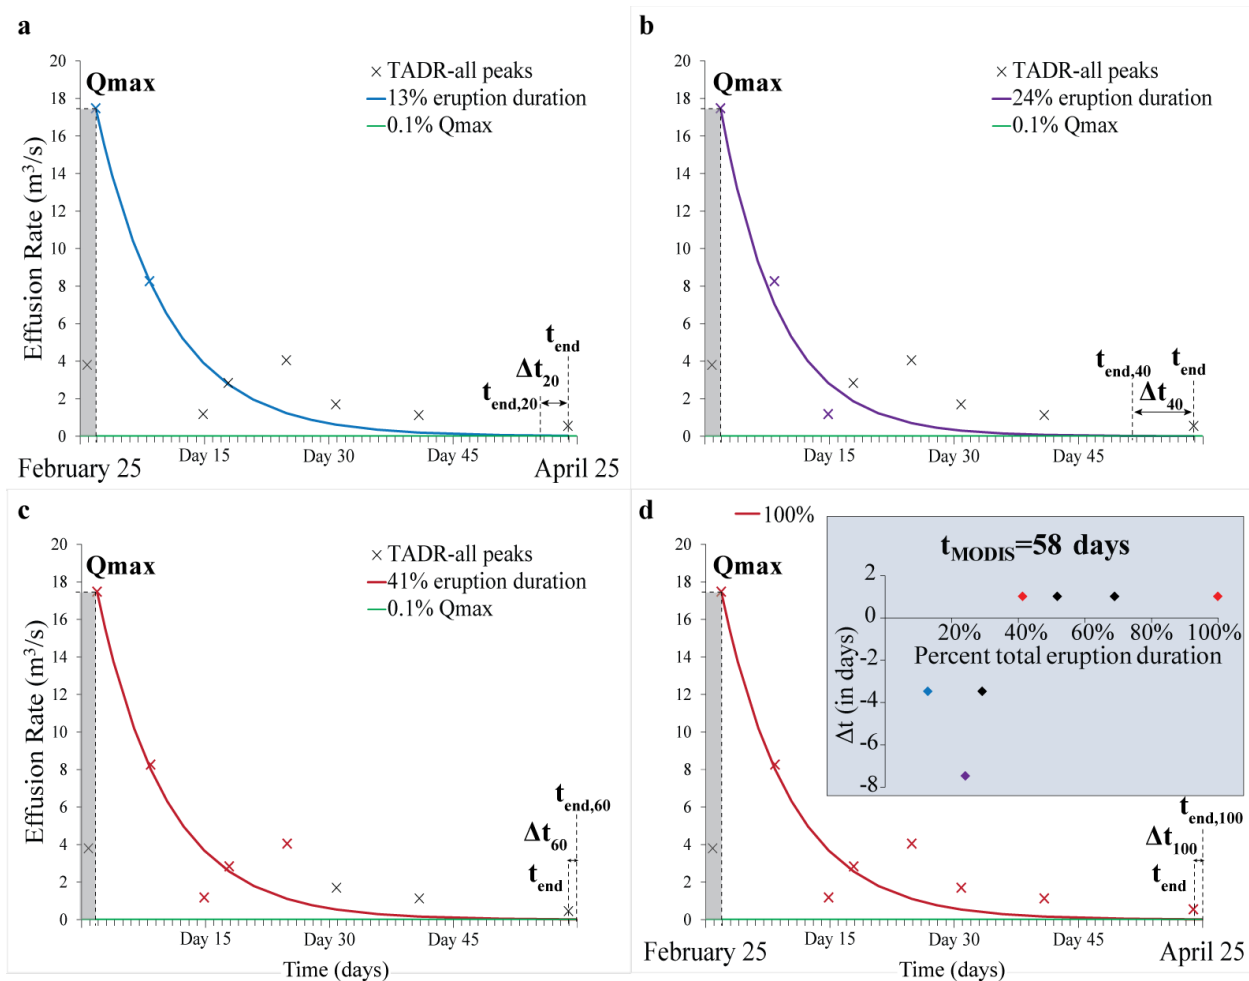 a
Qmax
× TADR-all peaks
13% eruption duration
0.1% Qmax
Effusion Rate (m³/s)
20
18
16
14
12
10
8
6
4
2
0
t_end
Δt_20
t_end,20
Day 15
Day 30
Day 45
February 25
April 25
b
Qmax
× TADR-all peaks
24% eruption duration
0.1% Qmax
20
18
16
14
12
10
8
6
4
2
0
t_end,40
t_end
Δt_40
Day 15
Day 30
Day 45
c
Qmax
× TADR-all peaks
41% eruption duration
0.1% Qmax
Effusion Rate (m³/s)
20
18
16
14
12
10
8
6
4
2
0
t_end,60
Δt_60
t_end
Day 15
Day 30
Day 45
Time (days)
d
100%
Qmax
20
18
16
14
12
10
8
6
4
2
0
t_MODIS=58 days
Δt (in days)
2
0
-2
-4
-6
-8
20%
40%
60%
80%
100%
Percent total eruption duration
t_end,100
Δt_100
t_end
Day 15
Day 30
Day 45
February 25
April 25
Time (days)